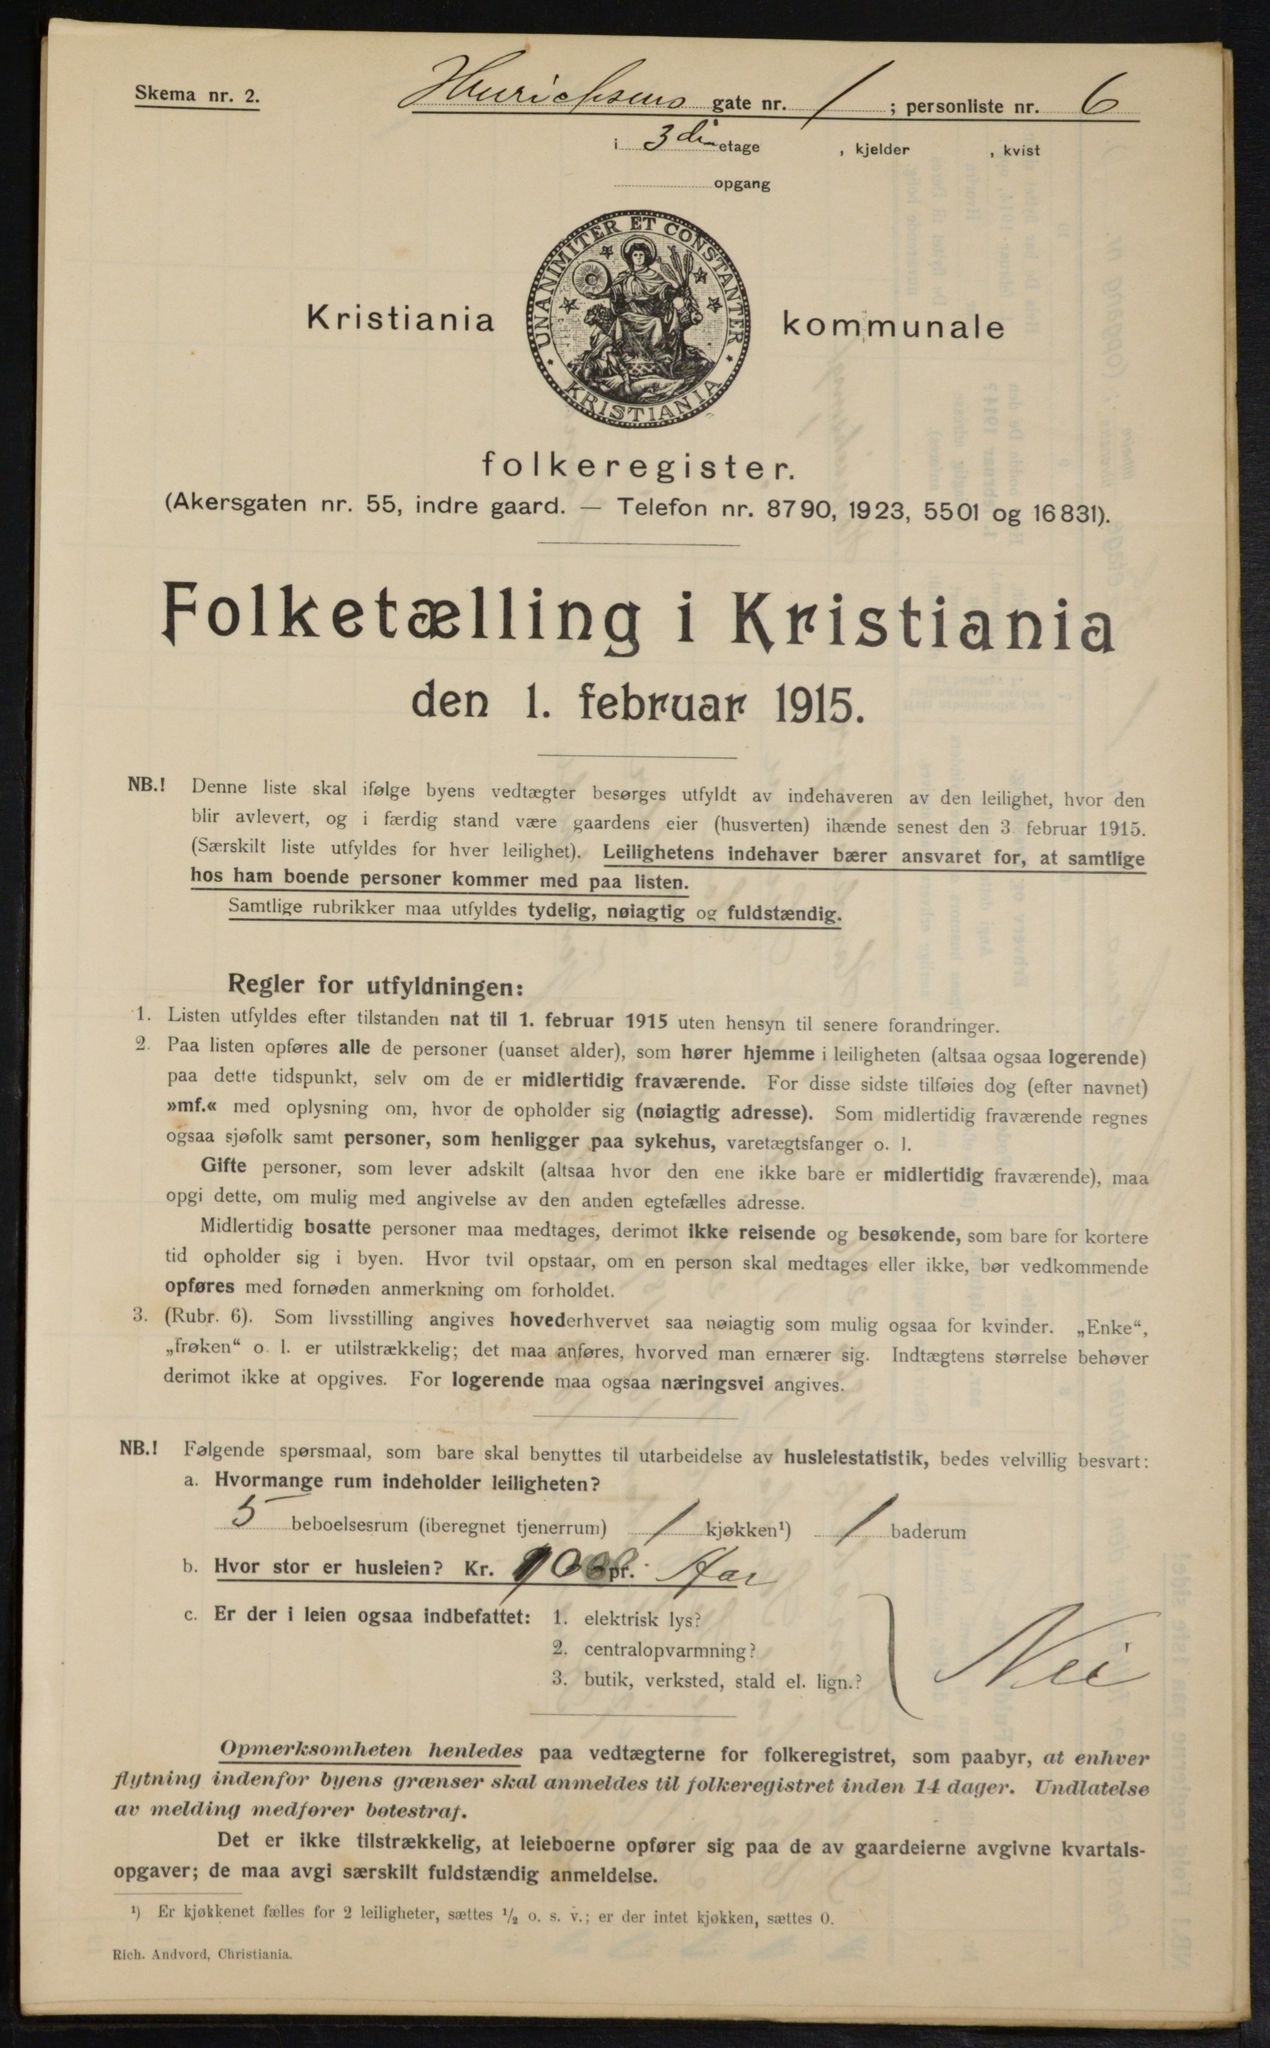 Skema nr. 2.
Henrichsens gate nr. 1 ; personliste nr. 6
i 3die etage , kjelder , kvist
opgang
UNANIMITER ET CONSTANTER
KRISTIANIA
Kristiania kommunale
folkeregister.
(Akersgaten nr. 55, indre gaard. — Telefon nr. 8790, 1923, 5501 og 16831).
Folketælling i Kristiania
den 1. februar 1915.
NB.! Denne liste skal ifølge byens vedtægter besørges utfyldt av indehaveren av den leilighet, hvor den
blir avlevert, og i færdig stand være gaardens eier (husverten) ihænde senest den 3. februar 1915.
(Særskilt liste utfyldes for hver leilighet). Leilighetens indehaver bærer ansvaret for, at samtlige
hos ham boende personer kommer med paa listen.
Samtlige rubrikker maa utfyldes tydelig, nøiagtig og fuldstændig.
Regler for utfyldningen:
1. Listen utfyldes efter tilstanden nat til 1. februar 1915 uten hensyn til senere forandringer.
2. Paa listen opføres alle de personer (uanset alder), som hører hjemme i leiligheten (altsaa ogsaa logerende)
paa dette tidspunkt, selv om de er midlertidig fraværende. For disse sidste tilføies dog (efter navnet)
»mf.« med oplysning om, hvor de opholder sig (nøiagtig adresse). Som midlertidig fraværende regnes
ogsaa sjøfolk samt personer, som henligger paa sykehus, varetægtsfanger o. l.
Gifte personer, som lever adskilt (altsaa hvor den ene ikke bare er midlertidig fraværende), maa
opgi dette, om mulig med angivelse av den anden egtefælles adresse.
Midlertidig bosatte personer maa medtages, derimot ikke reisende og besøkende, som bare for kortere
tid opholder sig i byen. Hvor tvil opstaar, om en person skal medtages eller ikke, bør vedkommende
opføres med fornøden anmerkning om forholdet.
3. (Rubr. 6). Som livsstilling angives hovederhvervet saa nøiagtig som mulig ogsaa for kvinder. „Enke“,
„frøken“ o. l. er utilstrækkelig; det maa anføres, hvorved man ernærer sig. Indtægtens størrelse behøver
derimot ikke at opgives. For logerende maa ogsaa næringsvei angives.
NB.! Følgende spørsmaal, som bare skal benyttes til utarbeidelse av husleiestatistik, bedes velvillig besvart:
a. Hvormange rum indeholder leiligheten?
5 beboelsesrum (iberegnet tjenerrum) 1 kjøkken¹) 1 baderum
b. Hvor stor er husleien? Kr. pr. Aar
c. Er der i leien ogsaa indbefattet: 1. elektrisk lys?
2. centralopvarmning?
3. butik, verksted, stald el. lign.?
Nei
Opmerksomheten henledes paa vedtægterne for folkeregistret, som paabyr, at enhver
flytning indenfor byens grænser skal anmeldes til folkeregistret inden 14 dager. Undlatelse
av melding medfører bøtestraf.
Det er ikke tilstrækkelig, at leieboerne opfører sig paa de av gaardeierne avgivne kvartals-
opgaver; de maa avgi særskilt fuldstændig anmeldelse.
¹) Er kjøkkenet fælles for 2 leiligheter, sættes ½ o. s. v.; er der intet kjøkken, sættes 0.
Rich. Andvord, Christiania.